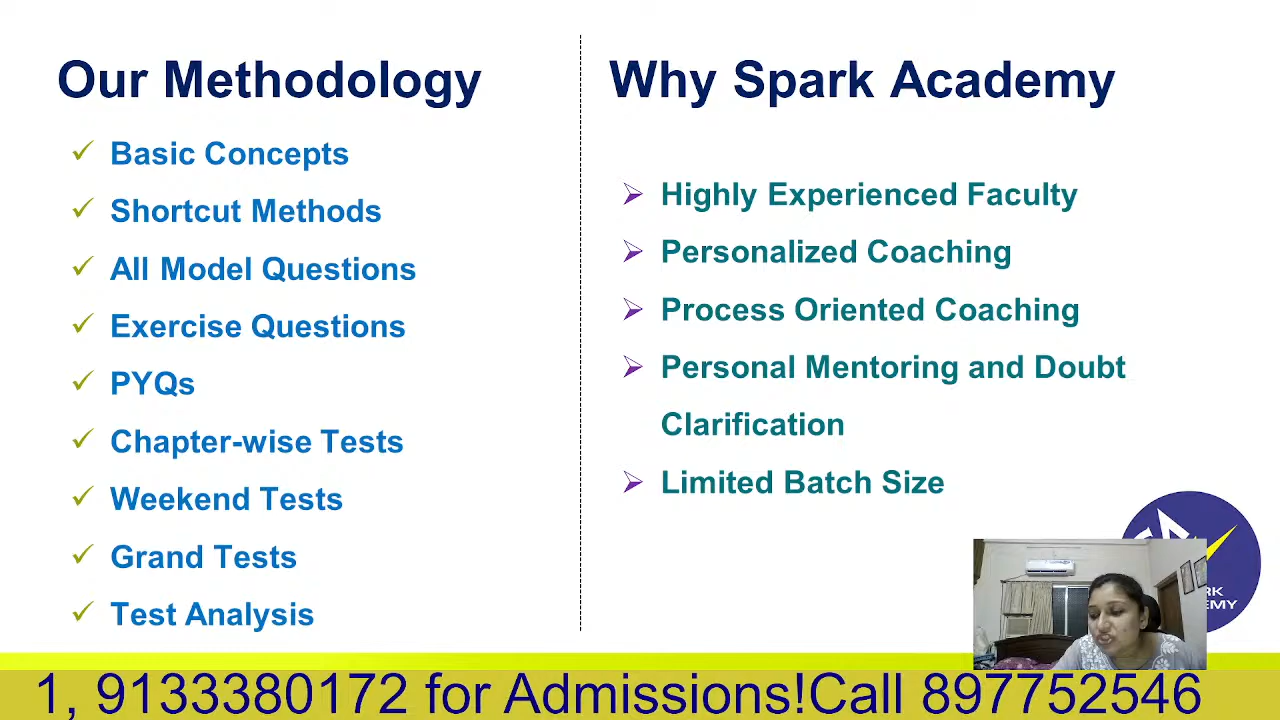 Our Methodology
Basic Concepts
Shortcut Methods
All Model Questions
Exercise Questions
PYQs
Chapter-wise Tests
Weekend Tests
Grand Tests
Test Analysis
Why Spark Academy
Highly Experienced Faculty
Personalized Coaching
Process Oriented Coaching
Personal Mentoring and Doubt
Clarification
Limited Batch Size
1, 9133380172 for Admissions!Call 897752546